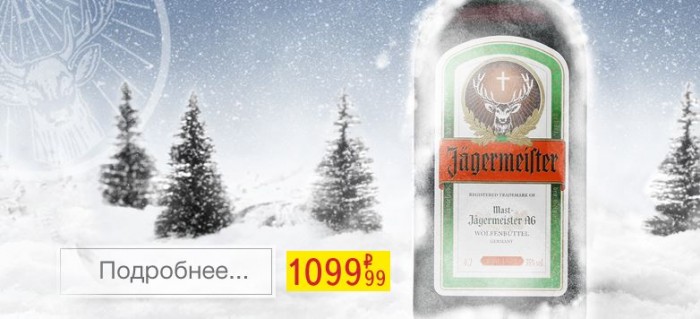 Jägermeister
REGISTERED TRADEMARK OF
Mast-
Jägermeister AG
WOLFENBÜTTEL
GERMANY
Подробнее...
1099₽99